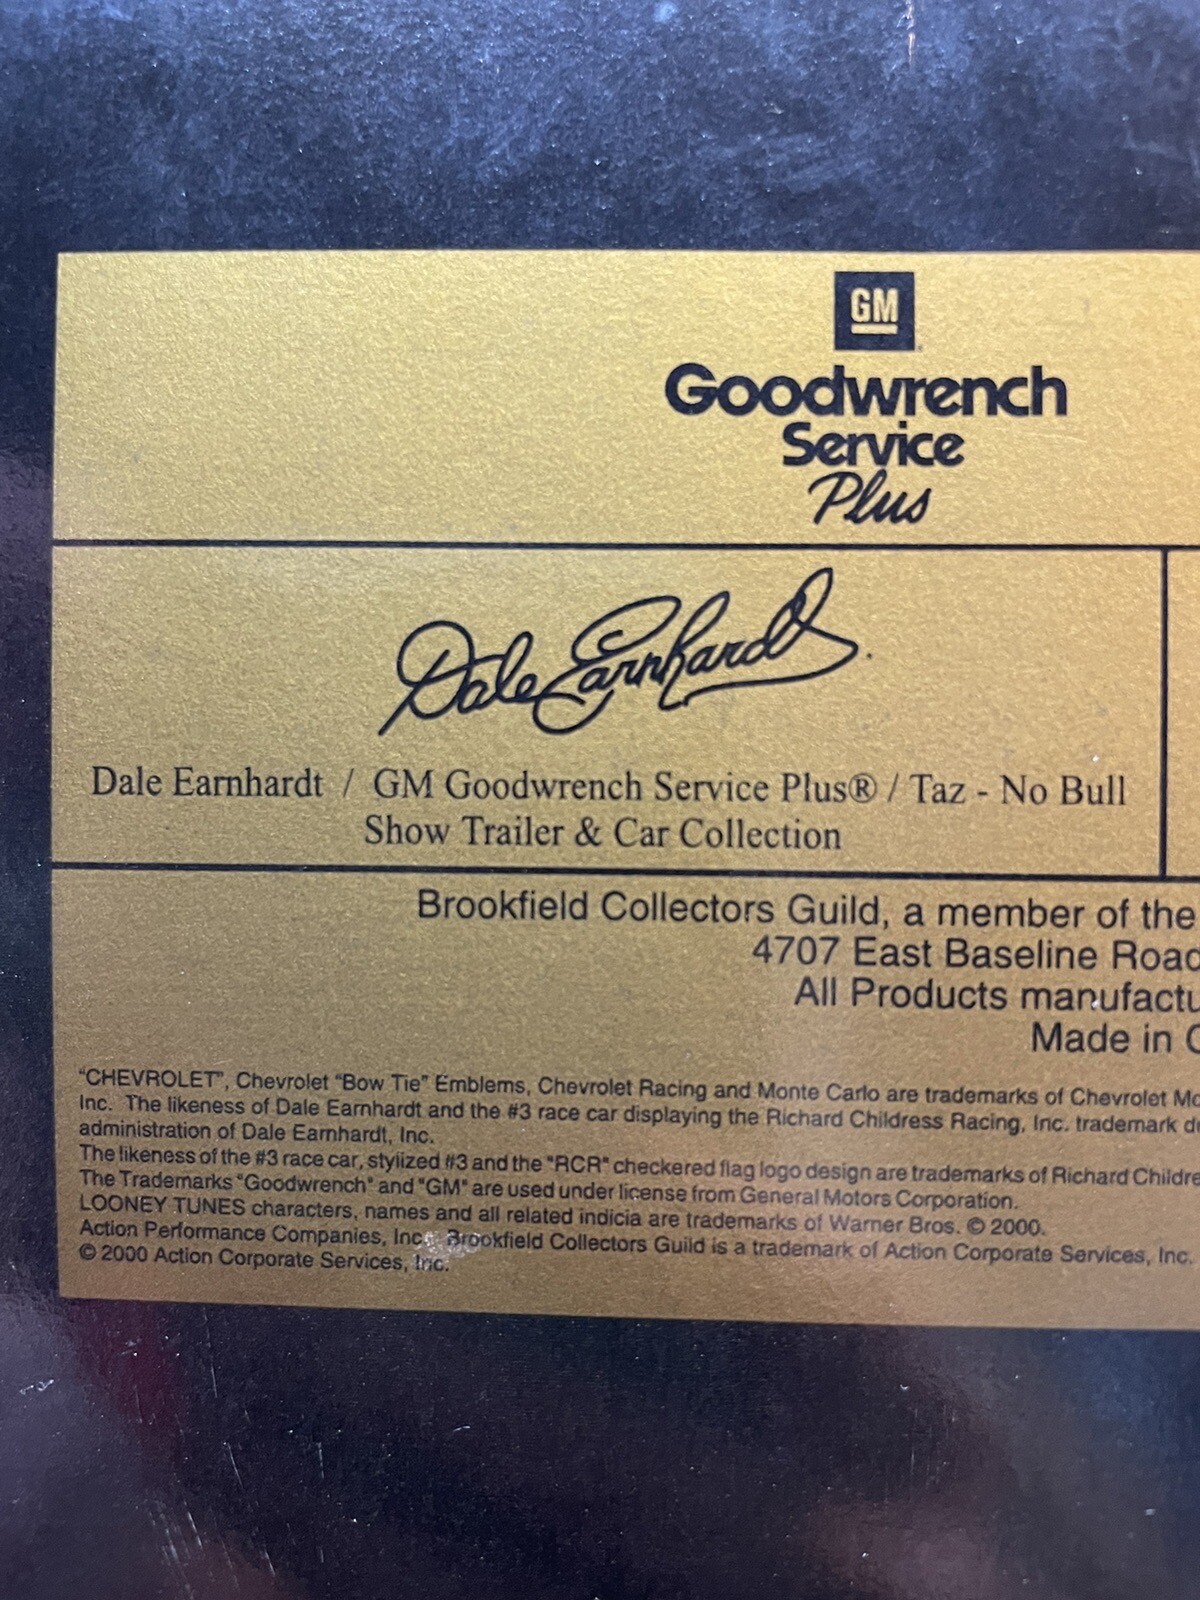 GM
Goodwrench
Service
Plus
Dale Earnhardt.
Dale Earnhardt / GM Goodwrench Service Plus® / Taz - No Bull
Show Trailer & Car Collection
Brookfield Collectors Guild, a member of the
4707 East Baseline Road
All Products manufactu
Made in C
"CHEVROLET", Chevrolet "Bow Tie" Emblems, Chevrolet Racing and Monte Carlo are trademarks of Chevrolet Mo
Inc. The likeness of Dale Earnhardt and the #3 race car displaying the Richard Childress Racing, Inc. trademark d
administration of Dale Earnhardt, Inc.
The likeness of the #3 race car, stylized #3 and the "RCR" checkered flag logo design are trademarks of Richard Childre
The Trademarks "Goodwrench" and "GM" are used under license from General Motors Corporation.
LOONEY TUNES characters, names and all related indicia are trademarks of Warner Bros. © 2000.
Action Performance Companies, Inc. Brookfield Collectors Guild is a trademark of Action Corporate Services, Inc.
© 2000 Action Corporate Services, Inc.